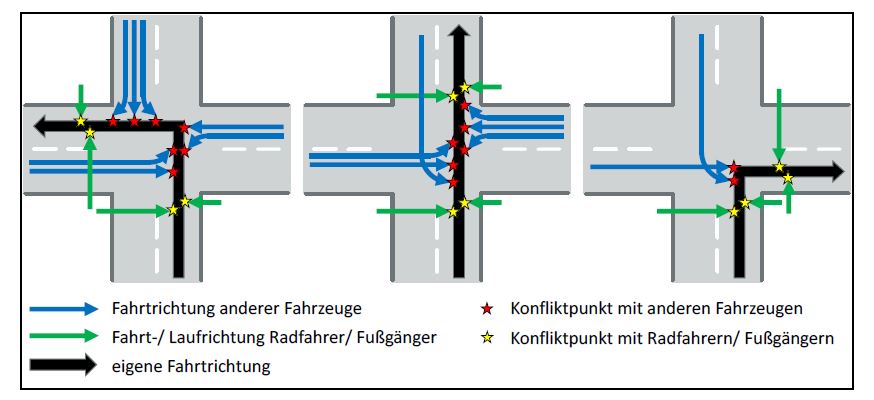 Fahrtrichtung anderer Fahrzeuge
Konfliktpunkt mit anderen Fahrzeugen
Fahrt-/ Laufrichtung Radfahrer/ Fußgänger
Konfliktpunkt mit Radfahrern/ Fußgängern
eigene Fahrtrichtung